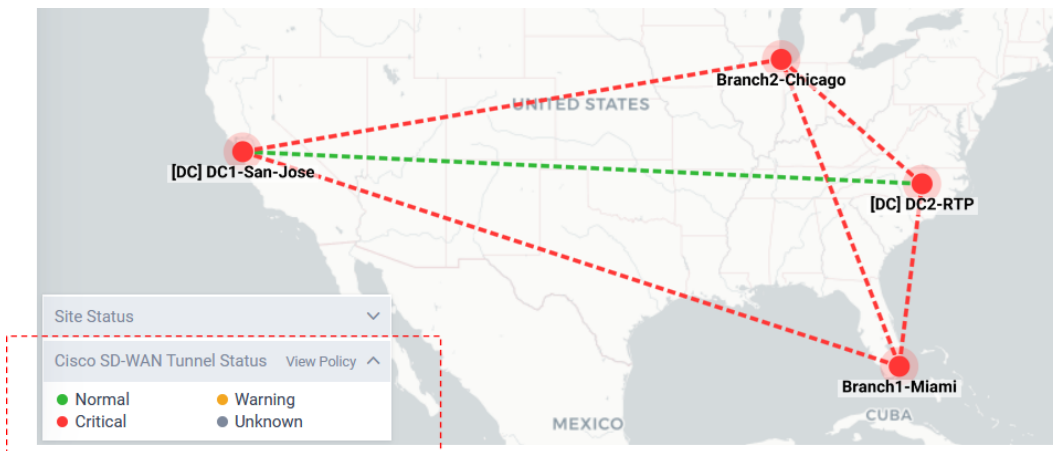 Branch2-Chicago
UNITED STATES
[DC] DC1-San-Jose
[DC] DC2-RTP
Site Status
Cisco SD-WAN Tunnel Status View Policy
Normal Warning
Critical Unknown
Branch1-Miami
CUBA
MEXICO